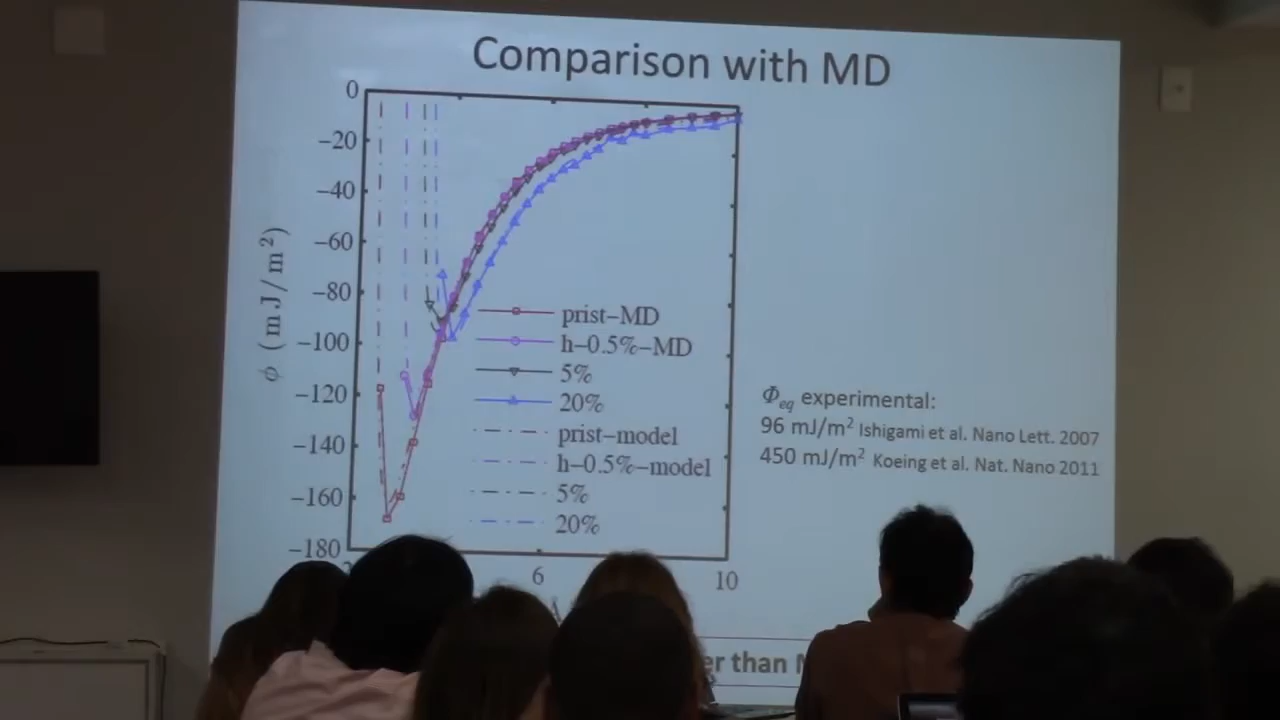 Comparison with MD
0
−20
−40
−60
−80
−100
−120
−140
−160
−180
ϕ (mJ/m²)
prist−MD
h−0.5%−MD
5%
20%
prist−model
h−0.5%−model
5%
20%
6
10
Φeq experimental:
96 mJ/m² Ishigami et al. Nano Lett. 2007
450 mJ/m² Koeing et al. Nat. Nano 2011
than